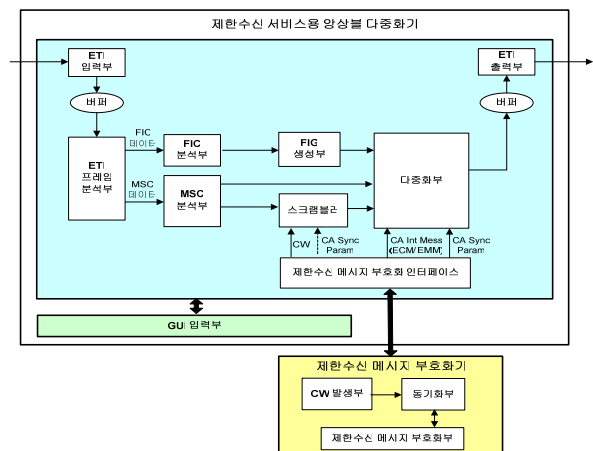 제한수신 서비스용 앙상블 다중화기
ETI
입력부
ETI
출력부
버퍼
버퍼
ETI
프레임
분석부
FIC
데이터
FIC
분석부
FIG
생성부
다중화부
MSC
데이터
MSC
분석부
스크램블러
CW
CA Sync
Param
CA Int Mess
(ECM/EMM)
CA Sync
Param
제한수신 메시지 부호화 인터페이스
GUI 입력부
제한수신 메시지 부호화기
CW 발생부
동기화부
제한수신 메시지 부호화부